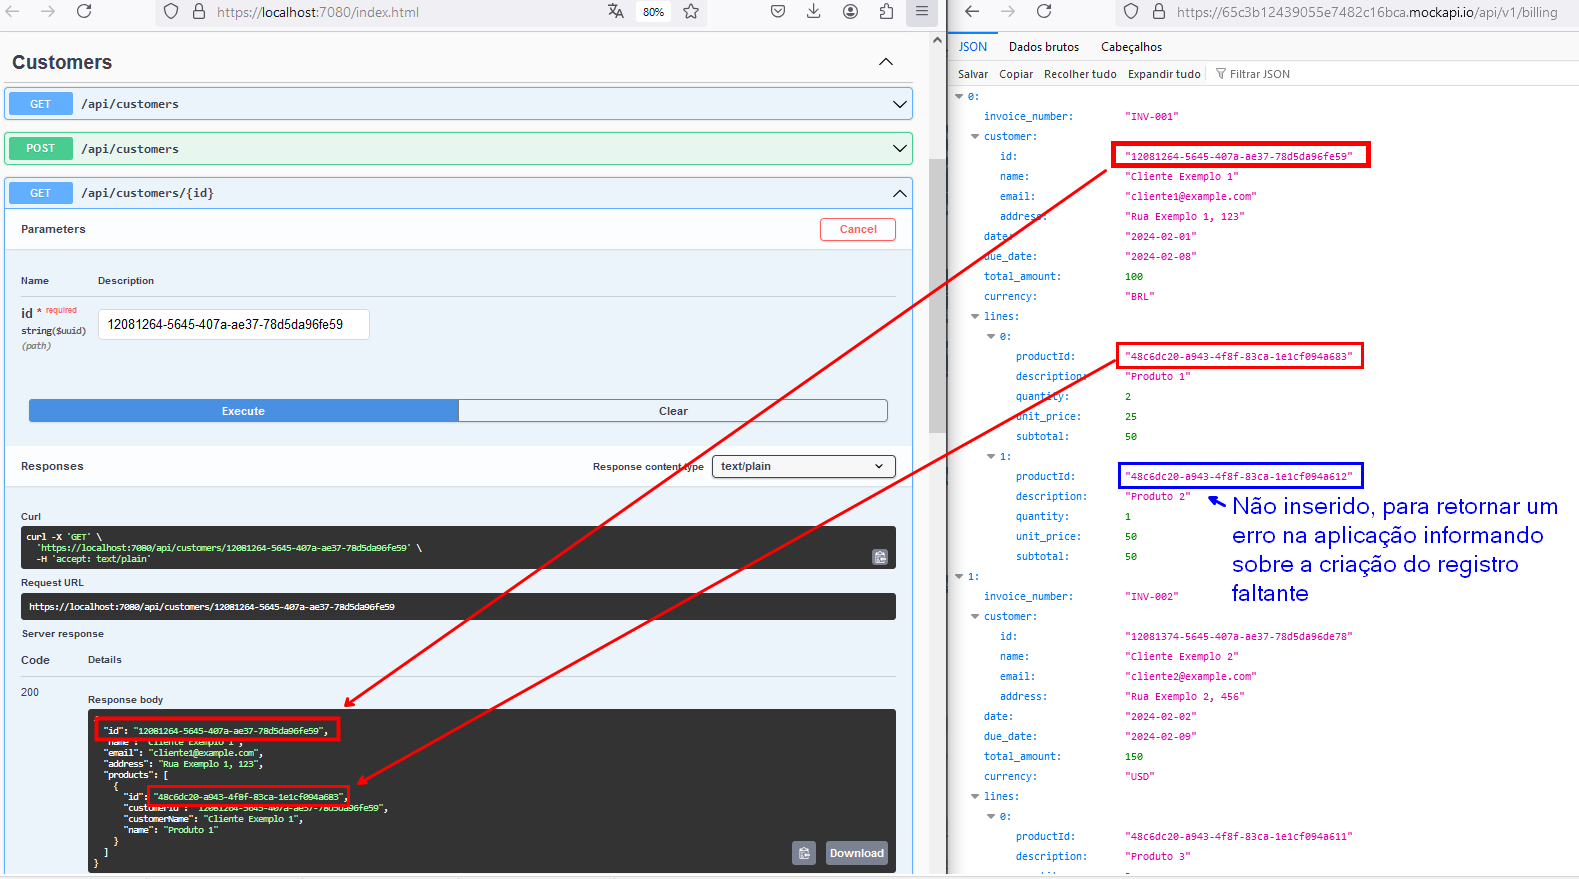 https://localhost:7080/index.html
80%
Customers
GET /api/customers
POST /api/customers
GET /api/customers/{id}
Parameters
Cancel
Name Description
id * required
string($uuid)
(path)
12081264-5645-407a-ae37-78d5da96fe59
Execute Clear
Responses
Response content type text/plain
Curl
curl -X 'GET' \
'https://localhost:7080/api/customers/12081264-5645-407a-ae37-78d5da96fe59' \
-H 'accept: text/plain'
Request URL
https://localhost:7080/api/customers/12081264-5645-407a-ae37-78d5da96fe59
Server response
Code Details
200
Response body
{
"id": "12081264-5645-407a-ae37-78d5da96fe59",
"name": "Cliente Exemplo 1",
"email": "cliente1@example.com",
"address": "Rua Exemplo 1, 123",
"products": [
{
"id": "48c6dc20-a943-4f8f-83ca-1e1cf094a683",
"customerId": "12081264-5645-407a-ae37-78d5da96fe59",
"customerName": "Cliente Exemplo 1",
"name": "Produto 1"
}
]
}
Download
https://65c3b12439055e7482c16bca.mockapi.io/api/v1/billing
JSON Dados brutos Cabeçalhos
Salvar Copiar Recolher tudo Expandir tudo Filtrar JSON
0:
invoice_number: "INV-001"
customer:
id: "12081264-5645-407a-ae37-78d5da96fe59"
name: "Cliente Exemplo 1"
email: "cliente1@example.com"
address: "Rua Exemplo 1, 123"
date: "2024-02-01"
due_date: "2024-02-08"
total_amount: 100
currency: "BRL"
lines:
0:
productId: "48c6dc20-a943-4f8f-83ca-1e1cf094a683"
description: "Produto 1"
quantity: 2
unit_price: 25
subtotal: 50
1:
productId: "48c6dc20-a943-4f8f-83ca-1e1cf094a612"
description: "Produto 2"
quantity: 1
unit_price: 50
subtotal: 50
Não inserido, para retornar um
erro na aplicação informando
sobre a criação do registro
faltante
1:
invoice_number: "INV-002"
customer:
id: "12081374-5645-407a-ae37-78d5da96de78"
name: "Cliente Exemplo 2"
email: "cliente2@example.com"
address: "Rua Exemplo 2, 456"
date: "2024-02-02"
due_date: "2024-02-09"
total_amount: 150
currency: "USD"
lines:
0:
productId: "48c6dc20-a943-4f8f-83ca-1e1cf094a611"
description: "Produto 3"